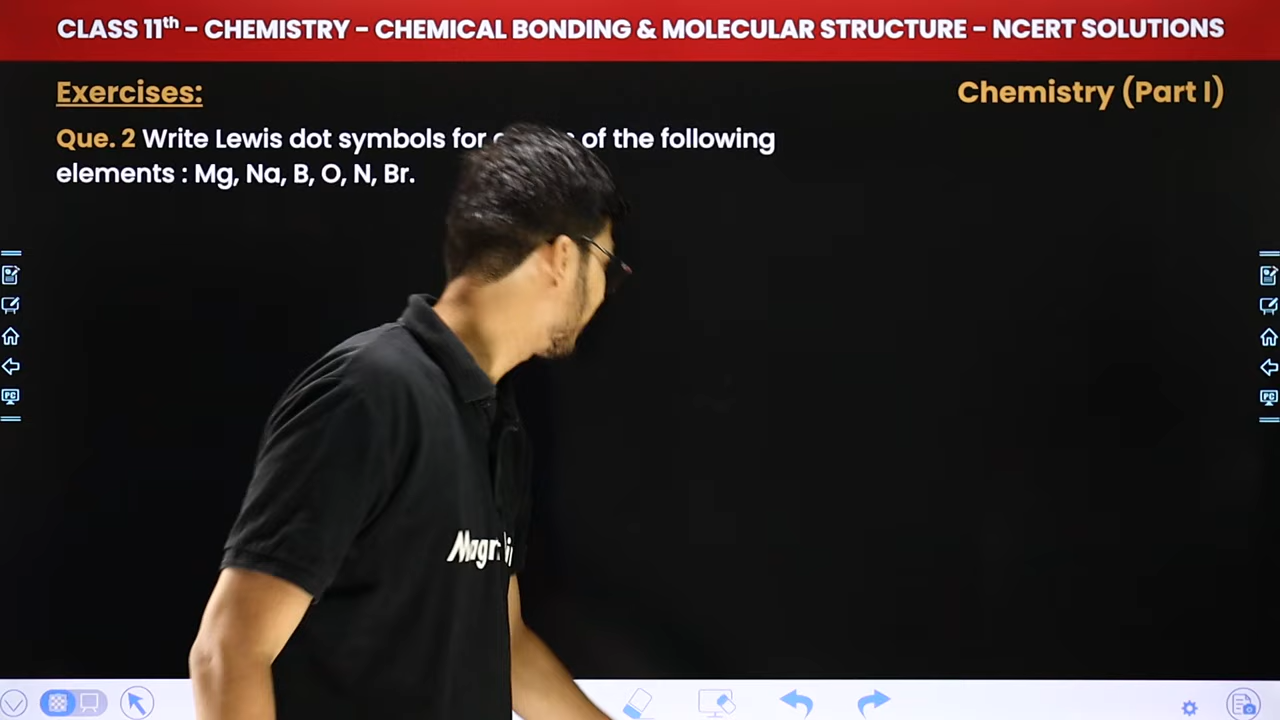 CLASS 11th – CHEMISTRY – CHEMICAL BONDING & MOLECULAR STRUCTURE – NCERT SOLUTIONS
Exercises:
Chemistry (Part I)
Que. 2 Write Lewis dot symbols for of the following
elements : Mg, Na, B, O, N, Br.